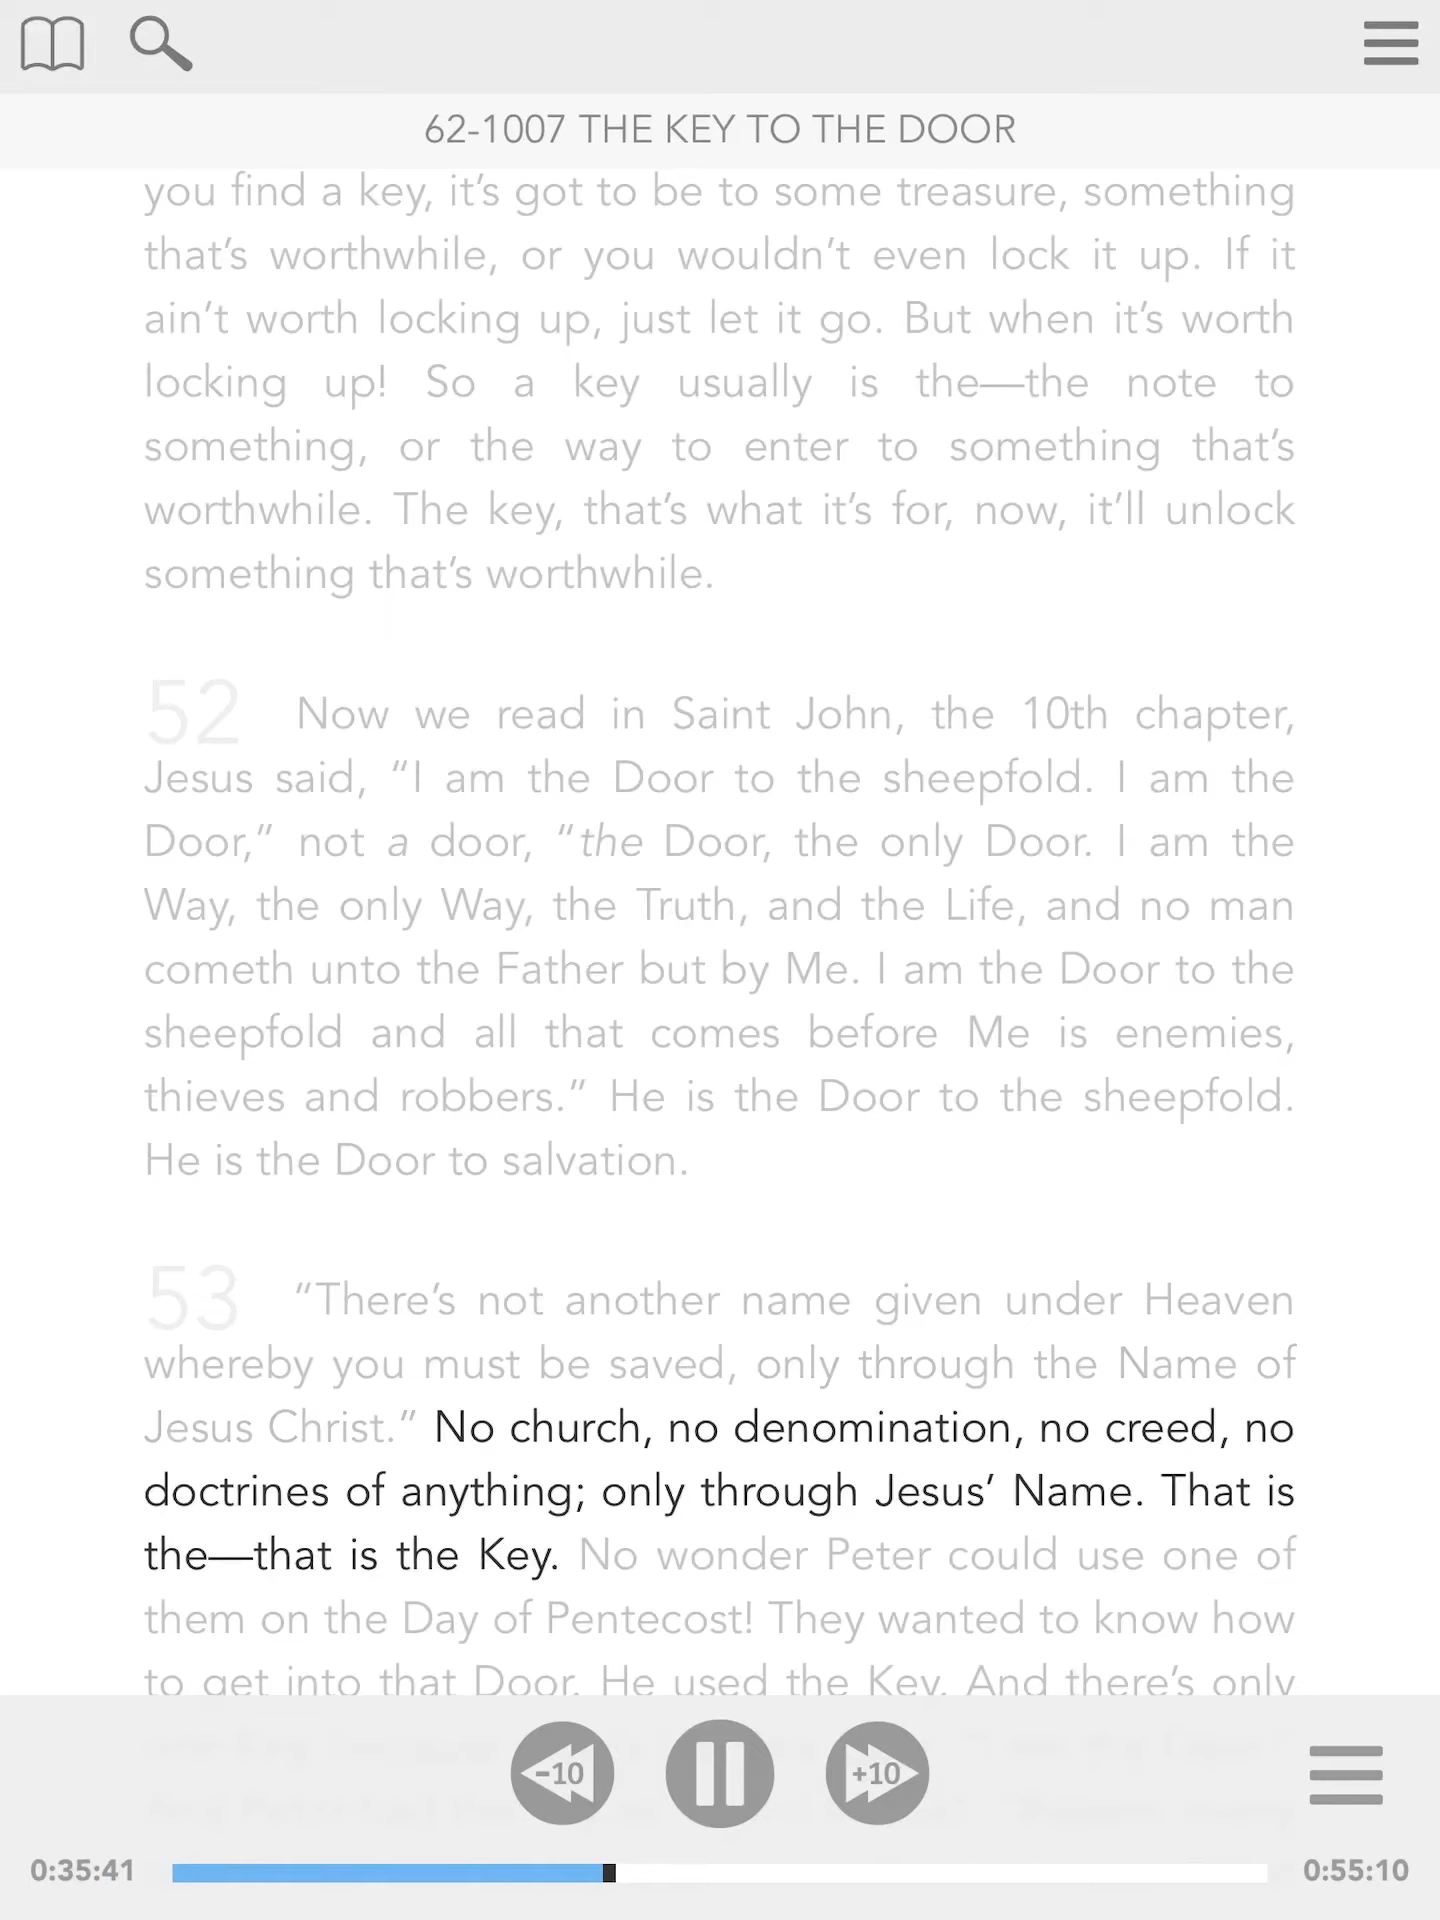 62-1007 THE KEY TO THE DOOR
you find a key, it’s got to be to some treasure, something
that’s worthwhile, or you wouldn’t even lock it up. If it
ain’t worth locking up, just let it go. But when it’s worth
locking up! So a key usually is the—the note to
something, or the way to enter to something that’s
worthwhile. The key, that’s what it’s for, now, it’ll unlock
something that’s worthwhile.
52 Now we read in Saint John, the 10th chapter,
Jesus said, “I am the Door to the sheepfold. I am the
Door,” not a door, “the Door, the only Door. I am the
Way, the only Way, the Truth, and the Life, and no man
cometh unto the Father but by Me. I am the Door to the
sheepfold and all that comes before Me is enemies,
thieves and robbers.” He is the Door to the sheepfold.
He is the Door to salvation.
53 “There’s not another name given under Heaven
whereby you must be saved, only through the Name of
Jesus Christ.” No church, no denomination, no creed, no
doctrines of anything; only through Jesus’ Name. That is
the—that is the Key. No wonder Peter could use one of
them on the Day of Pentecost! They wanted to know how
to get into that Door. He used the Key. And there’s only
-10 +10
0:35:41 0:55:10